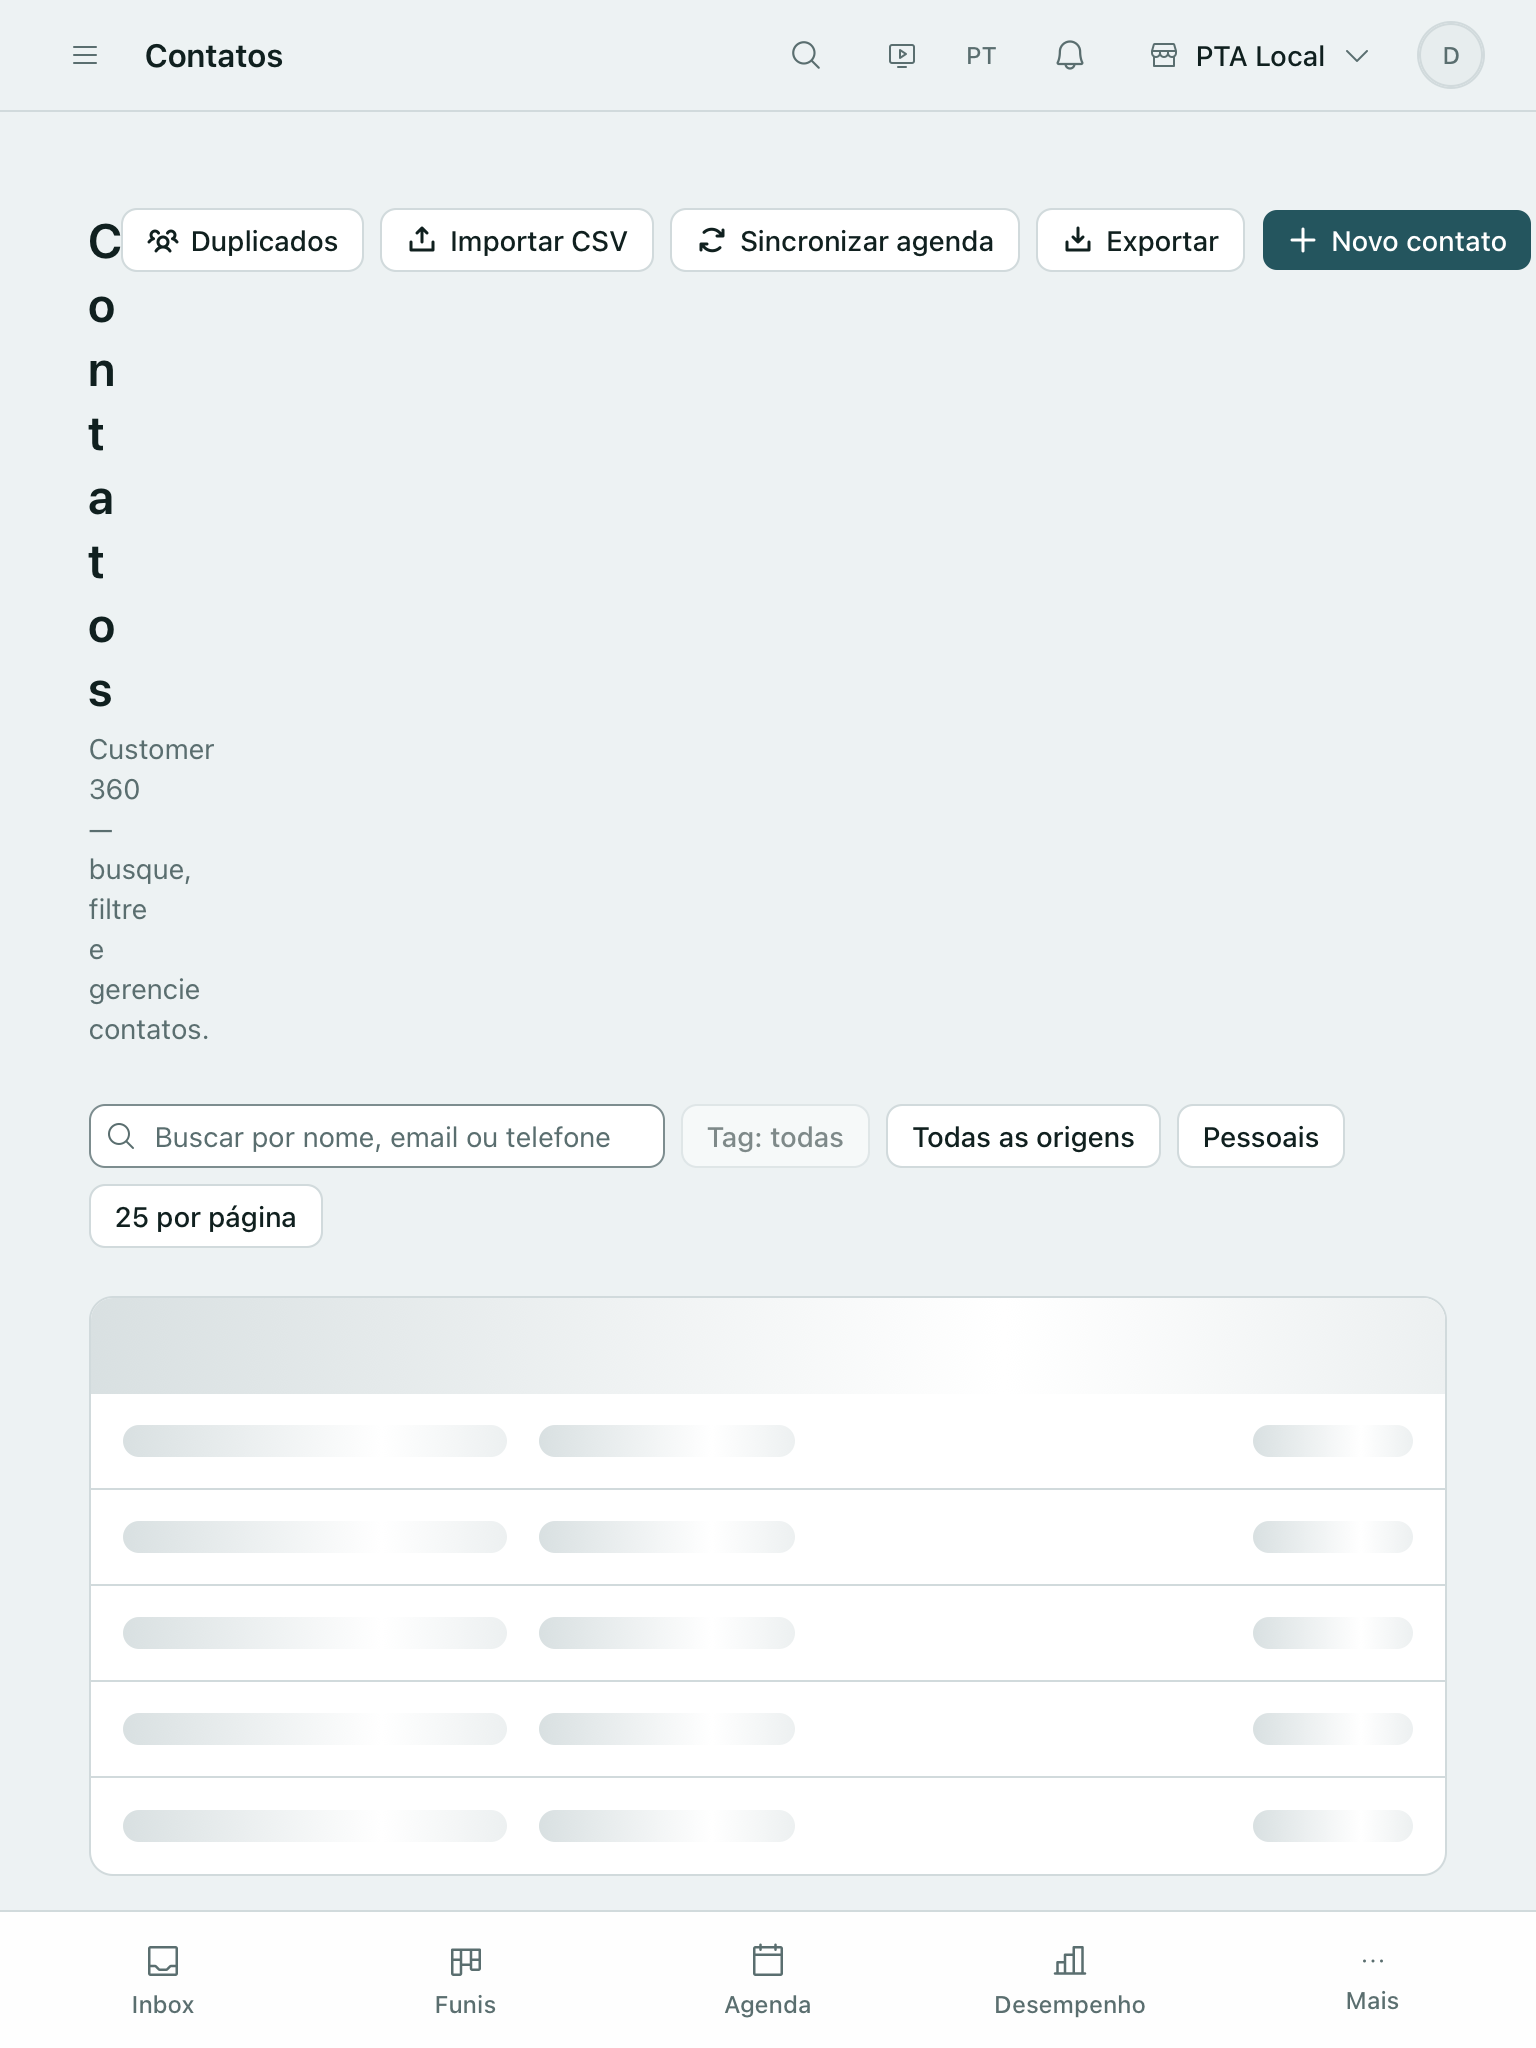 Contatos
PT
PTA Local
D
C
o
n
t
a
t
o
s
Duplicados
Importar CSV
Sincronizar agenda
Exportar
Novo contato
Customer
360
—
busque,
filtre
e
gerencie
contatos.
Buscar por nome, email ou telefone
Tag: todas
Todas as origens
Pessoais
25 por página
Inbox
Funis
Agenda
Desempenho
Mais